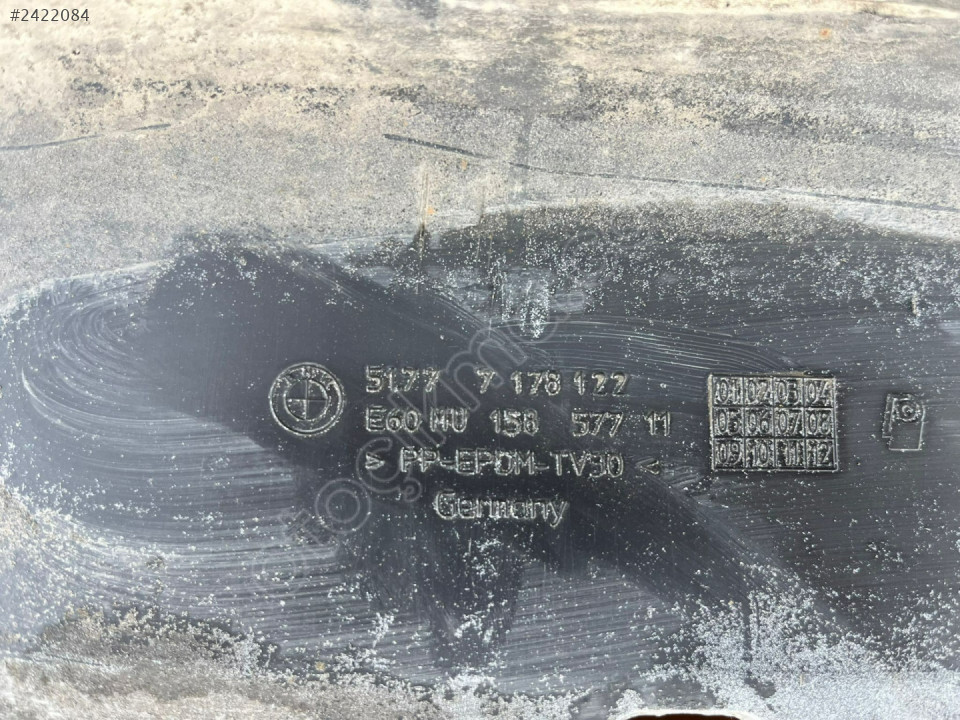 #2422084
5177 7 178 122
E60 MU 158 577 11
> PP-EPDM-TV30 <
Germany
01 02 03 04
05 06 07 08
09 10 11 12